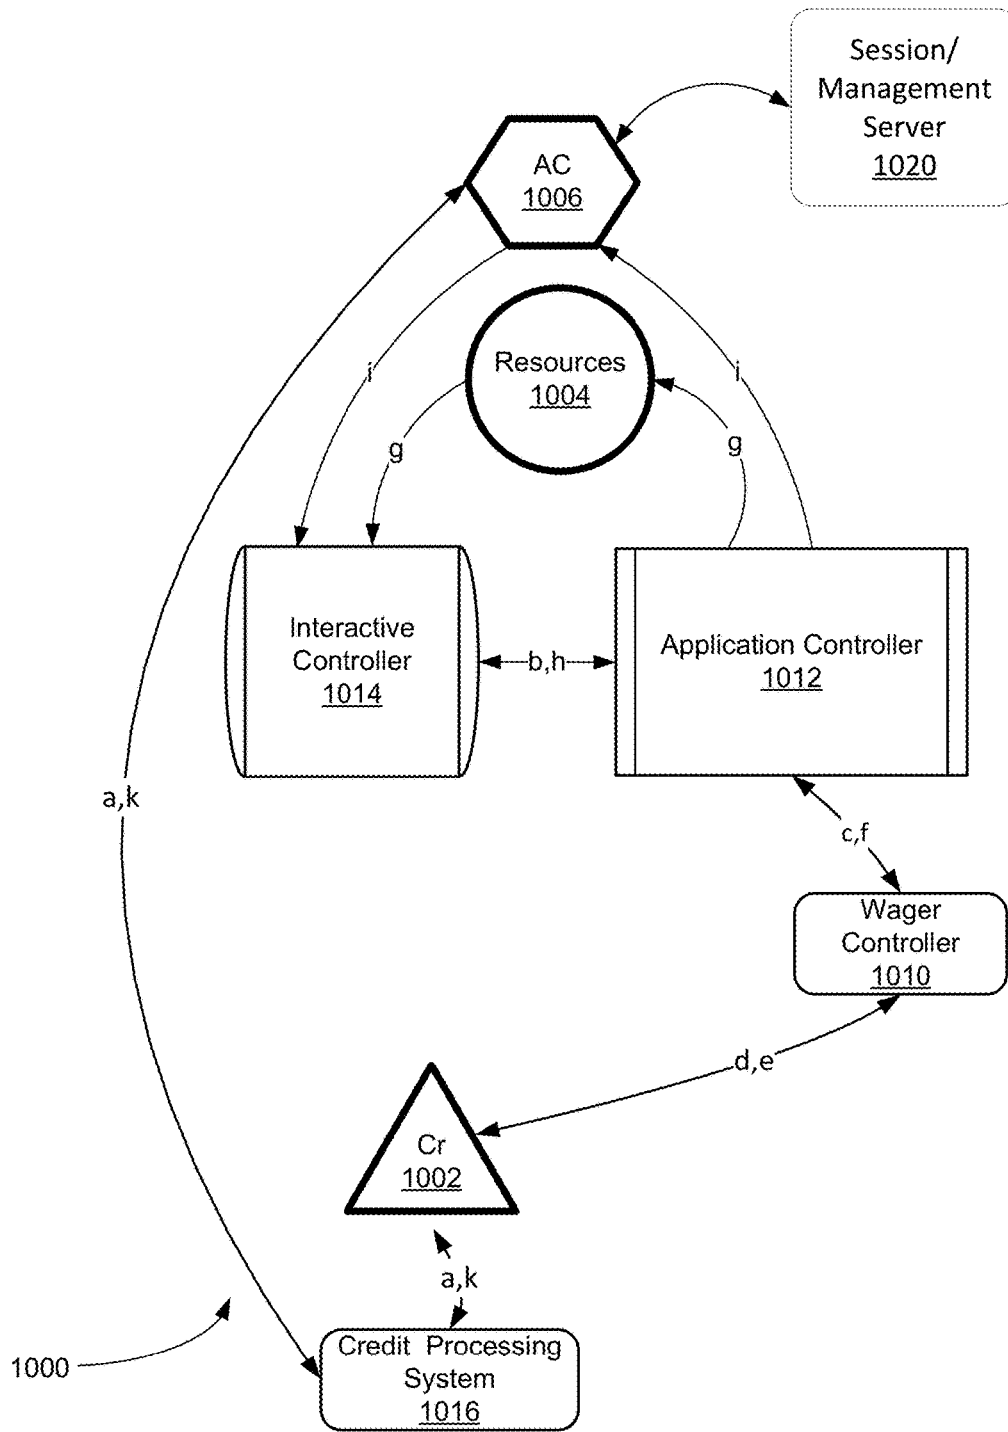 Session/
Management
Server
1020
AC
1006
Resources
1004
i
i
g
g
Interactive
Controller
1014
b,h
Application Controller
1012
a,k
c,f
Wager
Controller
1010
d,e
Cr
1002
a,k
1000
Credit Processing
System
1016